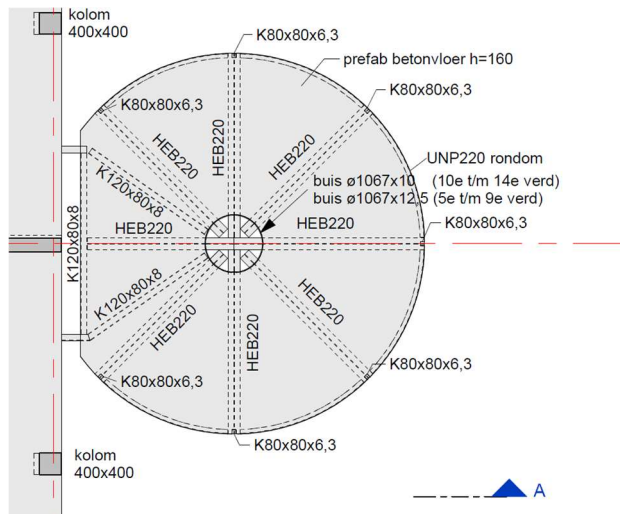 kolom
400x400
K80x80x6,3
prefab betonvloer h=160
K80x80x6,3
K80x80x6,3
HEB220
HEB220
HEB220
UNP220 rondom
buis ø1067x10 (10e t/m 14e verd)
buis ø1067x12,5 (5e t/m 9e verd)
K120x80x8
K80x80x6,3
HEB220
HEB220
K120x80x8
K120x80x8
HEB220
HEB220
HEB220
K80x80x6,3
K80x80x6,3
K80x80x6,3
kolom
400x400
A